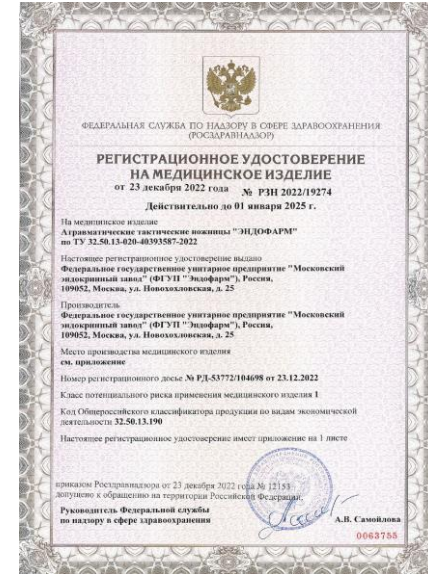 ФЕДЕРАЛЬНАЯ СЛУЖБА ПО НАДЗОРУ В СФЕРЕ ЗДРАВООХРАНЕНИЯ
(РОСЗДРАВНАДЗОР)
РЕГИСТРАЦИОННОЕ УДОСТОВЕРЕНИЕ
НА МЕДИЦИНСКОЕ ИЗДЕЛИЕ
от 23 декабря 2022 года № РЗН 2022/19274
Действительно до 01 января 2025 г.
На медицинское изделие
Атравматические тактические ножницы "ЭНДОФАРМ"
по ТУ 32.50.13-020-40393587-2022
Настоящее регистрационное удостоверение выдано
Федеральное государственное унитарное предприятие "Московский
эндокринный завод" (ФГУП "Эндофарм"), Россия,
109052, Москва, ул. Новохохловская, д. 25
Производитель
Федеральное государственное унитарное предприятие "Московский
эндокринный завод" (ФГУП "Эндофарм"), Россия,
109052, Москва, ул. Новохохловская, д. 25
Место производства медицинского изделия
см. приложение
Номер регистрационного досье № РД-53772/104698 от 23.12.2022
Класс потенциального риска применения медицинского изделия 1
Код Общероссийского классификатора продукции по видам экономической
деятельности 32.50.13.190
Настоящее регистрационное удостоверение имеет приложение на 1 листе
приказом Росздравнадзора от 23 декабря 2022 года № 12153
допущено к обращению на территории Российской Федерации.
Руководитель Федеральной службы
по надзору в сфере здравоохранения
А.В. Самойлова
0063755